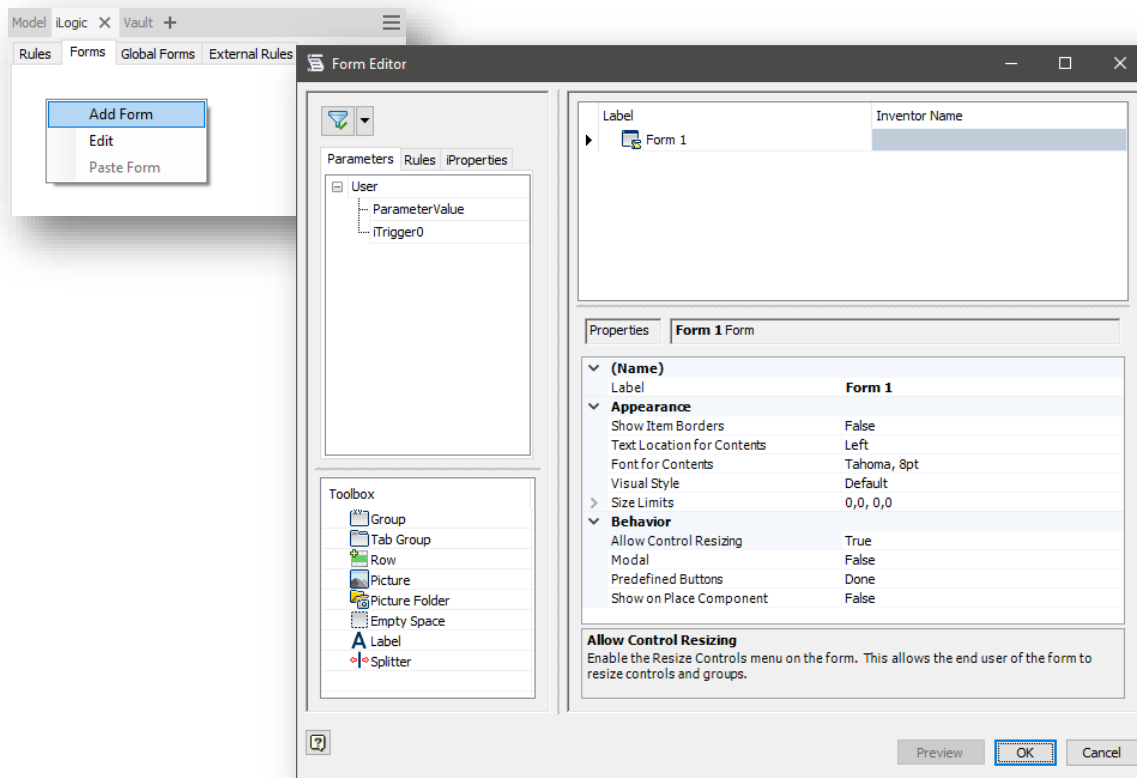 Model iLogic Vault
Rules Forms Global Forms External Rules
Add Form
Edit
Paste Form
Form Editor
Parameters Rules iProperties
User
ParameterValue
iTrigger0
Toolbox
Group
Tab Group
Row
Picture
Picture Folder
Empty Space
A Label
Splitter
Label Inventor Name
Form 1
Properties Form 1 Form
(Name)
Label Form 1
Appearance
Show Item Borders False
Text Location for Contents Left
Font for Contents Tahoma, 8pt
Visual Style Default
Size Limits 0,0, 0,0
Behavior
Allow Control Resizing True
Modal False
Predefined Buttons Done
Show on Place Component False
Allow Control Resizing
Enable the Resize Controls menu on the form. This allows the end user of the form to
resize controls and groups.
Preview OK Cancel